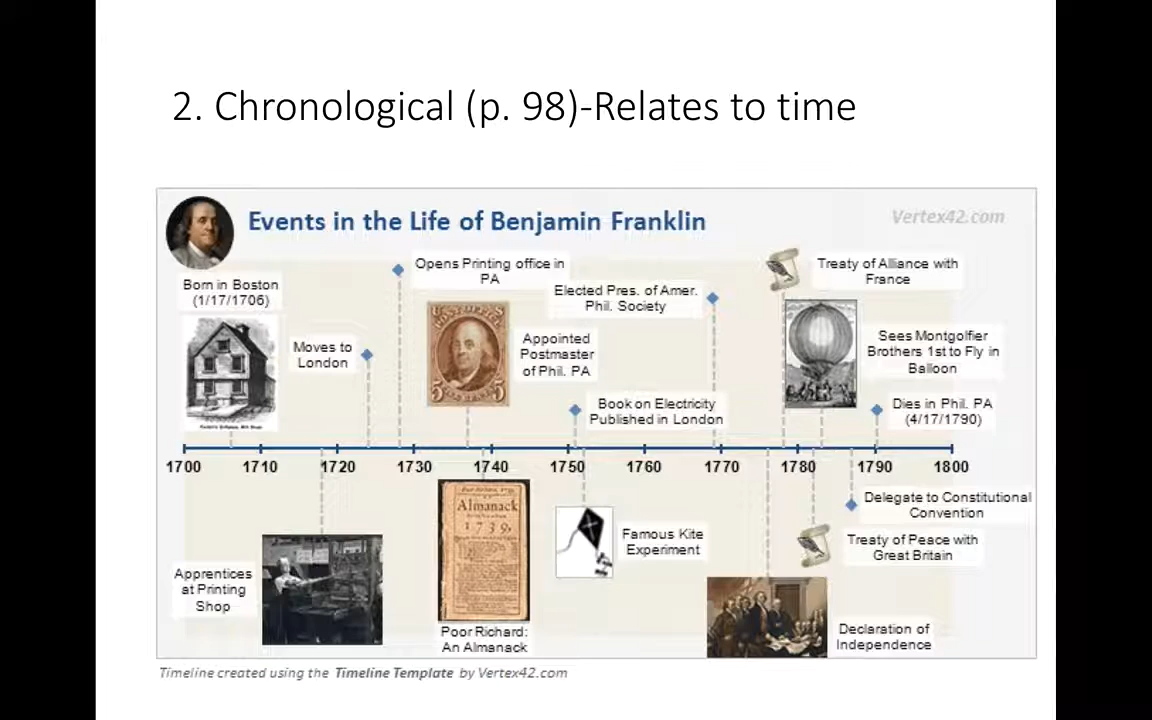 2. Chronological (p. 98)-Relates to time
Events in the Life of Benjamin Franklin
Vertex42.com
Born in Boston
(1/17/1706)
Moves to
London
Opens Printing office in
PA
Appointed
Postmaster
of Phil. PA
Elected Pres. of Amer.
Phil. Society
Book on Electricity
Published in London
Treaty of Alliance with
France
Sees Montgolfier
Brothers 1st to Fly in
Balloon
Dies in Phil. PA
(4/17/1790)
1700 1710 1720 1730 1740 1750 1760 1770 1780 1790 1800
Apprentices
at Printing
Shop
Almanack
1739
Poor Richard:
An Almanack
Famous Kite
Experiment
Delegate to Constitutional
Convention
Treaty of Peace with
Great Britain
Declaration of
Independence
Timeline created using the Timeline Template by Vertex42.com